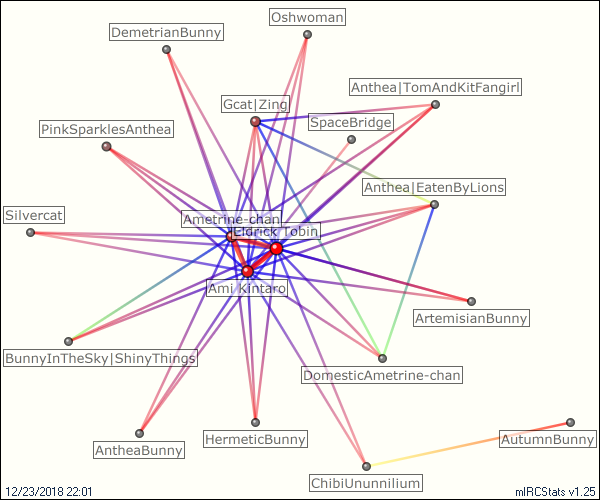 Oshwoman
DemetrianBunny
Anthea|TomAndKitFangirl
Gcat|Zing
SpaceBridge
PinkSparklesAnthea
Anthea|EatenByLions
Silvercat
Ametrine-chan
Eldrick Tobin
Ami Kintaro
ArtemisianBunny
BunnyInTheSky|ShinyThings
DomesticAmetrine-chan
AntheaBunny
HermeticBunny
AutumnBunny
ChibiUnunnilium
12/23/2018 22:01
mIRCStats v1.25